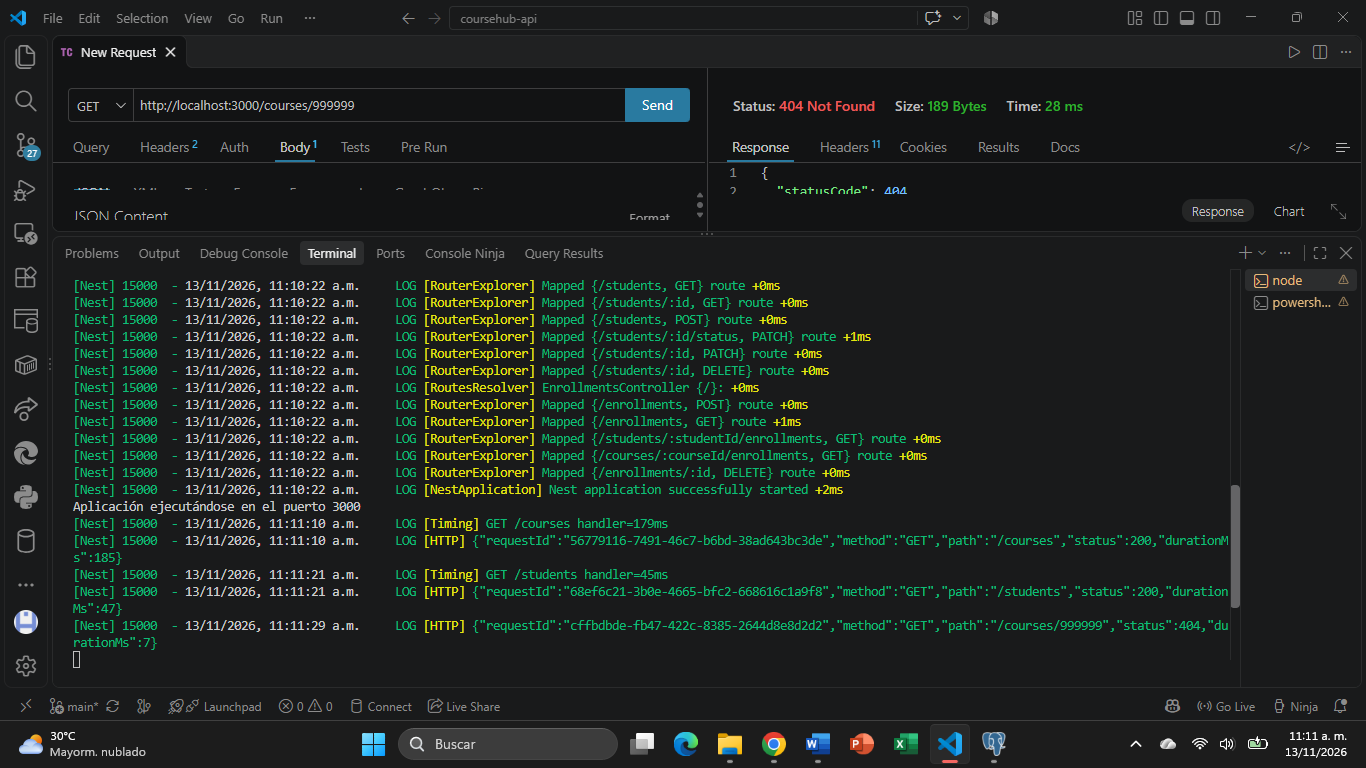 File Edit Selection View Go Run ··· coursehub-api
TC New Request
GET http://localhost:3000/courses/999999 Send
Query Headers 2 Auth Body 1 Tests Pre Run
JSON Content Format
Status: 404 Not Found Size: 189 Bytes Time: 28 ms
Response Headers 11 Cookies Results Docs </>
1 {
2 "statusCode": 404
Response Chart
27
Problems Output Debug Console Terminal Ports Console Ninja Query Results
[Nest] 15000 - 13/11/2026, 11:10:22 a.m. LOG [RouterExplorer] Mapped {/students, GET} route +0ms
[Nest] 15000 - 13/11/2026, 11:10:22 a.m. LOG [RouterExplorer] Mapped {/students/:id, GET} route +0ms
[Nest] 15000 - 13/11/2026, 11:10:22 a.m. LOG [RouterExplorer] Mapped {/students, POST} route +0ms
[Nest] 15000 - 13/11/2026, 11:10:22 a.m. LOG [RouterExplorer] Mapped {/students/:id/status, PATCH} route +1ms
[Nest] 15000 - 13/11/2026, 11:10:22 a.m. LOG [RouterExplorer] Mapped {/students/:id, PATCH} route +0ms
[Nest] 15000 - 13/11/2026, 11:10:22 a.m. LOG [RouterExplorer] Mapped {/students/:id, DELETE} route +0ms
[Nest] 15000 - 13/11/2026, 11:10:22 a.m. LOG [RoutesResolver] EnrollmentsController {/}: +0ms
[Nest] 15000 - 13/11/2026, 11:10:22 a.m. LOG [RouterExplorer] Mapped {/enrollments, POST} route +0ms
[Nest] 15000 - 13/11/2026, 11:10:22 a.m. LOG [RouterExplorer] Mapped {/enrollments, GET} route +1ms
[Nest] 15000 - 13/11/2026, 11:10:22 a.m. LOG [RouterExplorer] Mapped {/students/:studentId/enrollments, GET} route +0ms
[Nest] 15000 - 13/11/2026, 11:10:22 a.m. LOG [RouterExplorer] Mapped {/courses/:courseId/enrollments, GET} route +0ms
[Nest] 15000 - 13/11/2026, 11:10:22 a.m. LOG [RouterExplorer] Mapped {/enrollments/:id, DELETE} route +0ms
[Nest] 15000 - 13/11/2026, 11:10:22 a.m. LOG [NestApplication] Nest application successfully started +2ms
Aplicación ejecutándose en el puerto 3000
[Nest] 15000 - 13/11/2026, 11:11:10 a.m. LOG [Timing] GET /courses handler=179ms
[Nest] 15000 - 13/11/2026, 11:11:10 a.m. LOG [HTTP] {"requestId":"56779116-7491-46c7-b6bd-38ad643bc3de","method":"GET","path":"/courses","status":200,"durationM
s":185}
[Nest] 15000 - 13/11/2026, 11:11:21 a.m. LOG [Timing] GET /students handler=45ms
[Nest] 15000 - 13/11/2026, 11:11:21 a.m. LOG [HTTP] {"requestId":"68ef6c21-3b0e-4665-bfc2-668616c1a9f8","method":"GET","path":"/students","status":200,"duration
Ms":47}
[Nest] 15000 - 13/11/2026, 11:11:29 a.m. LOG [HTTP] {"requestId":"cffbdbde-fb47-422c-8385-2644d8e8d2d2","method":"GET","path":"/courses/999999","status":404,"du
rationMs":7}
node
powersh...
main* Launchpad 0 0 Connect Live Share Go Live Ninja
30°C
Mayorm. nublado
Buscar
11:11 a. m.
13/11/2026